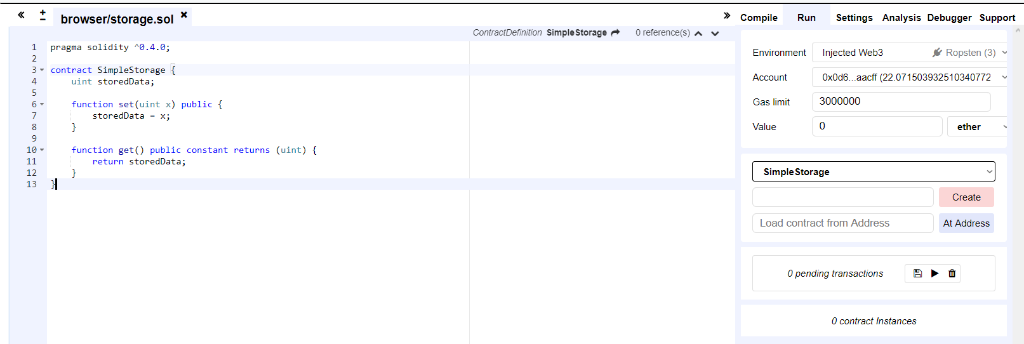 browser/storage.sol
ContractDefinition SimpleStorage 0 reference(s)
1 pragma solidity ^0.4.0;
2
3 contract SimpleStorage {
4 uint storedData;
5
6 function set(uint x) public {
7 storedData = x;
8 }
9
10 function get() public constant returns (uint) {
11 return storedData;
12 }
13 }
Compile Run Settings Analysis Debugger Support
Environment Injected Web3 Ropsten (3)
Account 0x0d6...aacff (22.071503932510340772
Gas limit 3000000
Value 0 ether
SimpleStorage
Create
Load contract from Address At Address
0 pending transactions
0 contract Instances